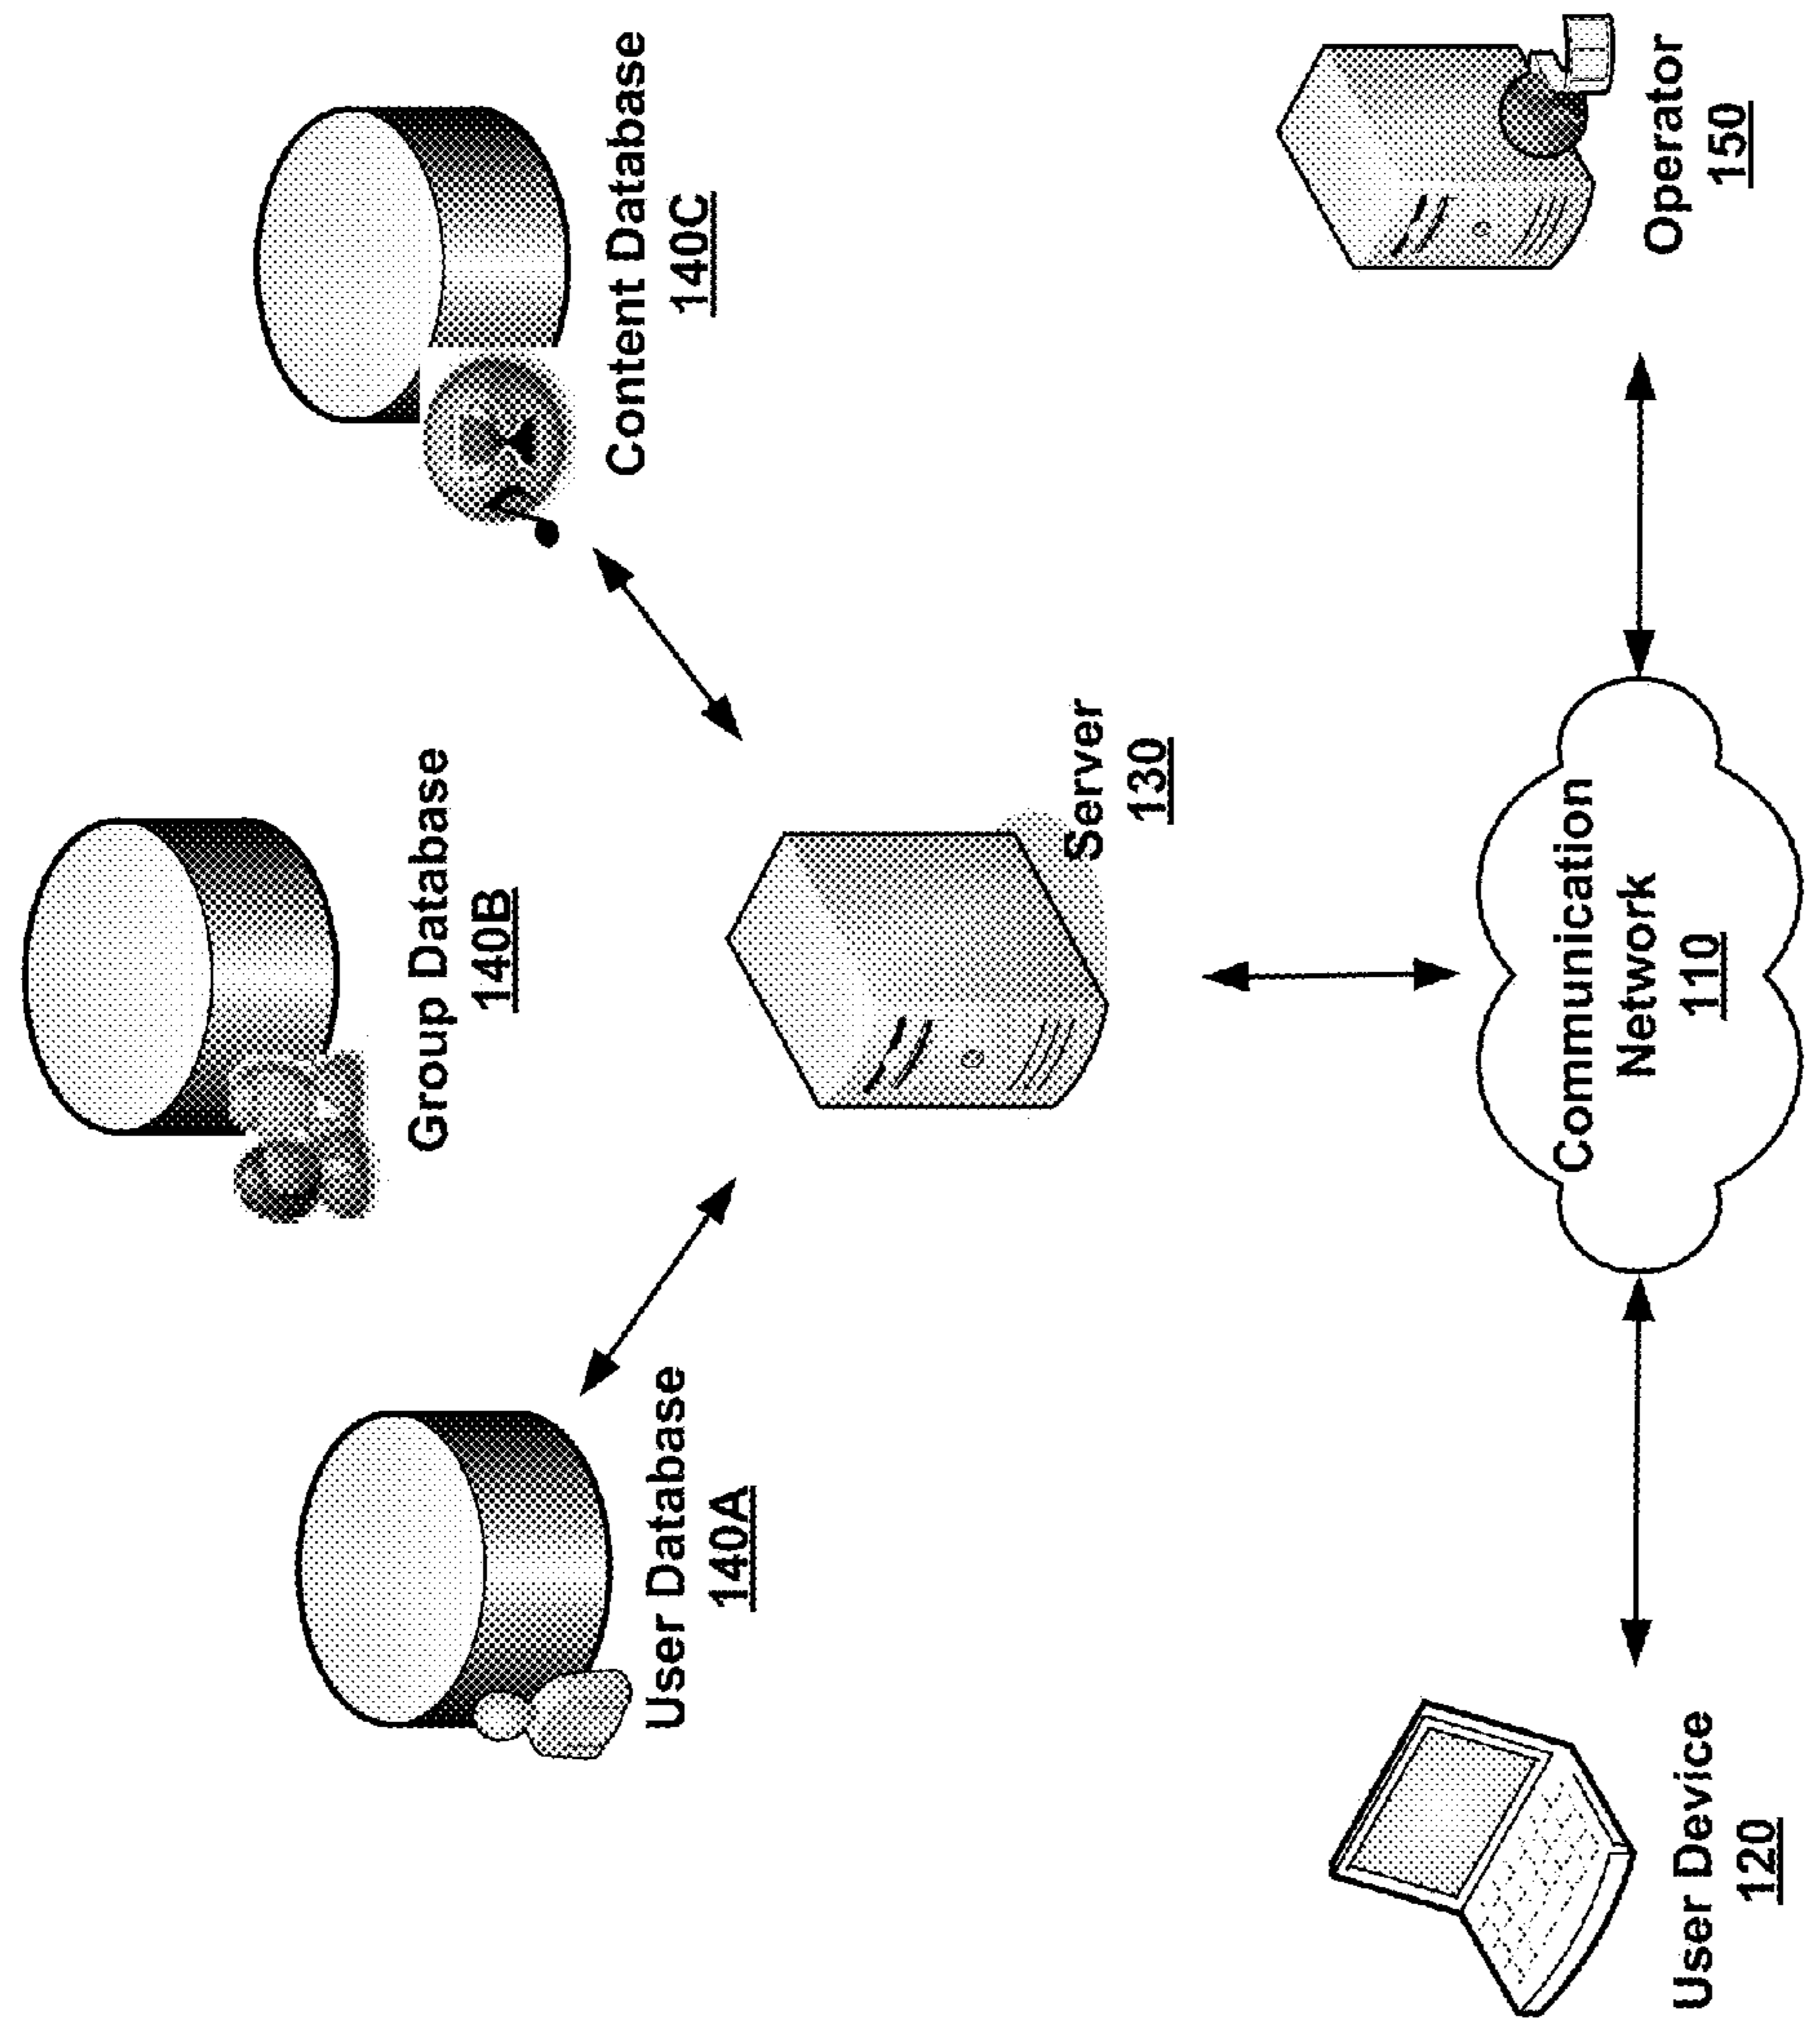 Group Database
140B
User Database
140A
Content Database
140C
Server
130
Communication
Network
110
User Device
120
Operator
150